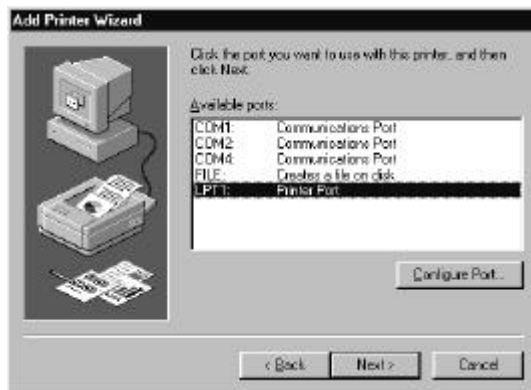 Add Printer Wizard
Click the port you want to use with this printer, and then
click Next.
Available ports:
COM1: Communications Port
COM2: Communications Port
COM4: Communications Port
FILE: Creates a file on disk
LPT1: Printer Port
Configure Port...
< Back Next > Cancel